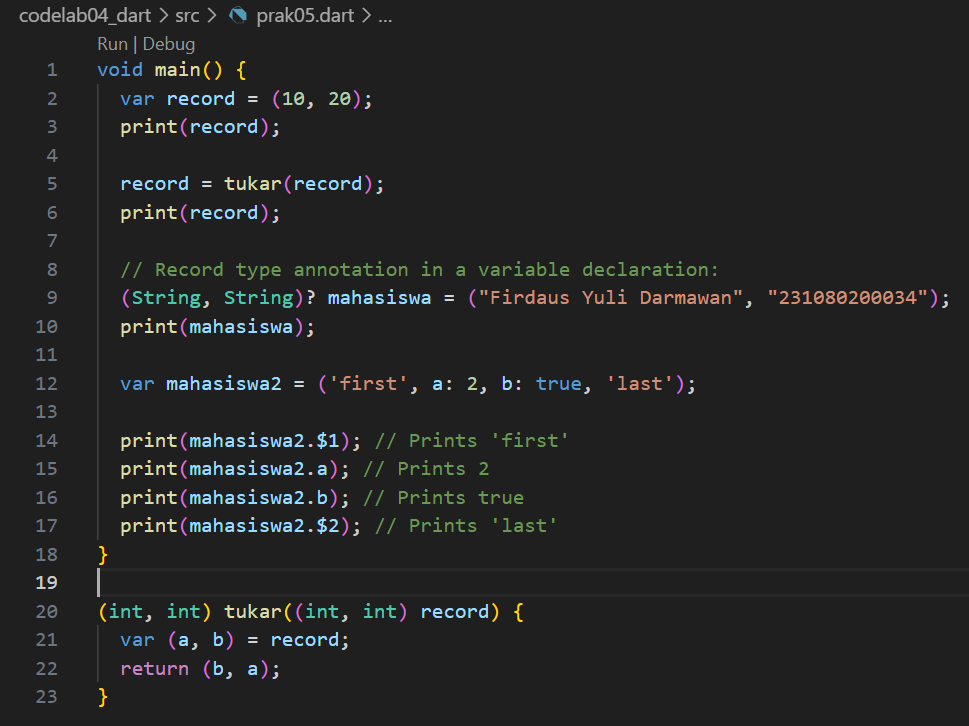 codelab04_dart > src > prak05.dart > ...
Run | Debug
1 void main() {
2   var record = (10, 20);
3   print(record);
4
5   record = tukar(record);
6   print(record);
7
8   // Record type annotation in a variable declaration:
9   (String, String)? mahasiswa = ("Firdaus Yuli Darmawan", "231080200034");
10   print(mahasiswa);
11
12   var mahasiswa2 = ('first', a: 2, b: true, 'last');
13
14   print(mahasiswa2.$1); // Prints 'first'
15   print(mahasiswa2.a); // Prints 2
16   print(mahasiswa2.b); // Prints true
17   print(mahasiswa2.$2); // Prints 'last'
18 }
19
20 (int, int) tukar((int, int) record) {
21   var (a, b) = record;
22   return (b, a);
23 }